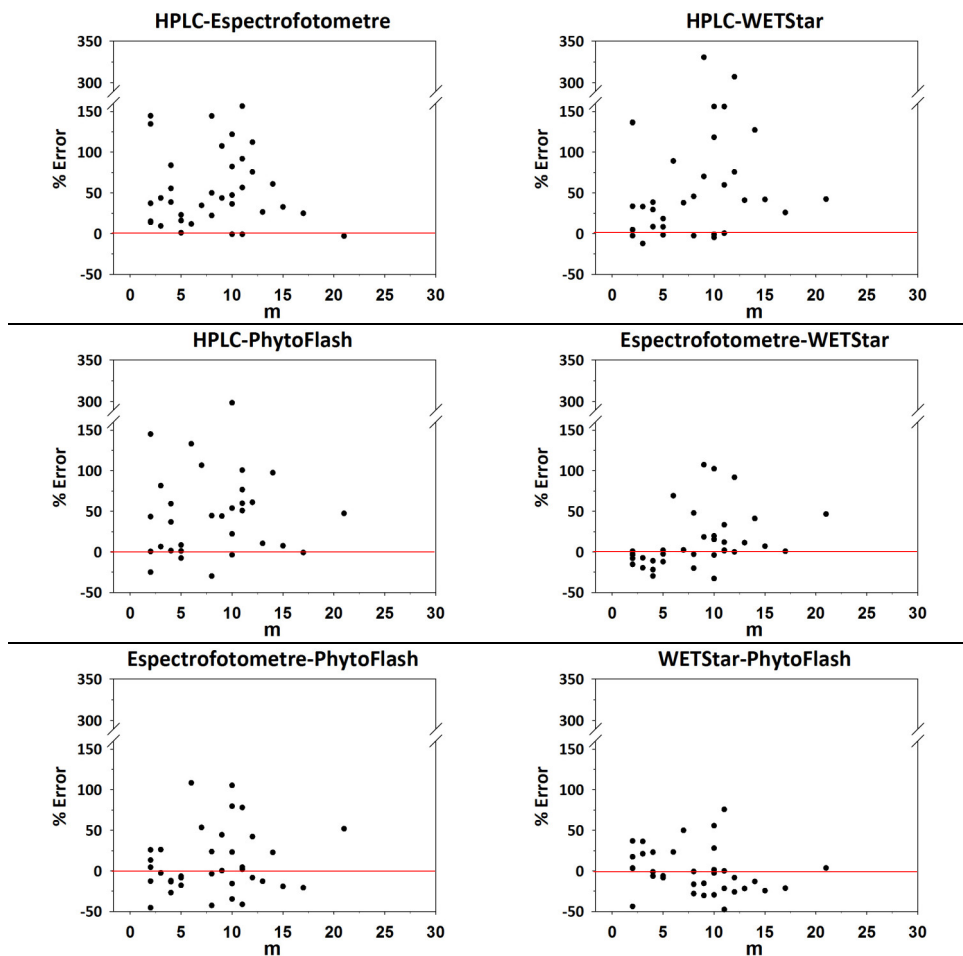 HPLC-Espectrofotometre
% Error
350
300
150
100
50
0
-50
0 5 10 15 20 25 30
m
HPLC-WETStar
% Error
350
300
150
100
50
0
-50
0 5 10 15 20 25 30
m
HPLC-PhytoFlash
% Error
350
300
150
100
50
0
-50
0 5 10 15 20 25 30
m
Espectrofotometre-WETStar
% Error
350
300
150
100
50
0
-50
0 5 10 15 20 25 30
m
Espectrofotometre-PhytoFlash
% Error
350
300
150
100
50
0
-50
0 5 10 15 20 25 30
m
WETStar-PhytoFlash
% Error
350
300
150
100
50
0
-50
0 5 10 15 20 25 30
m